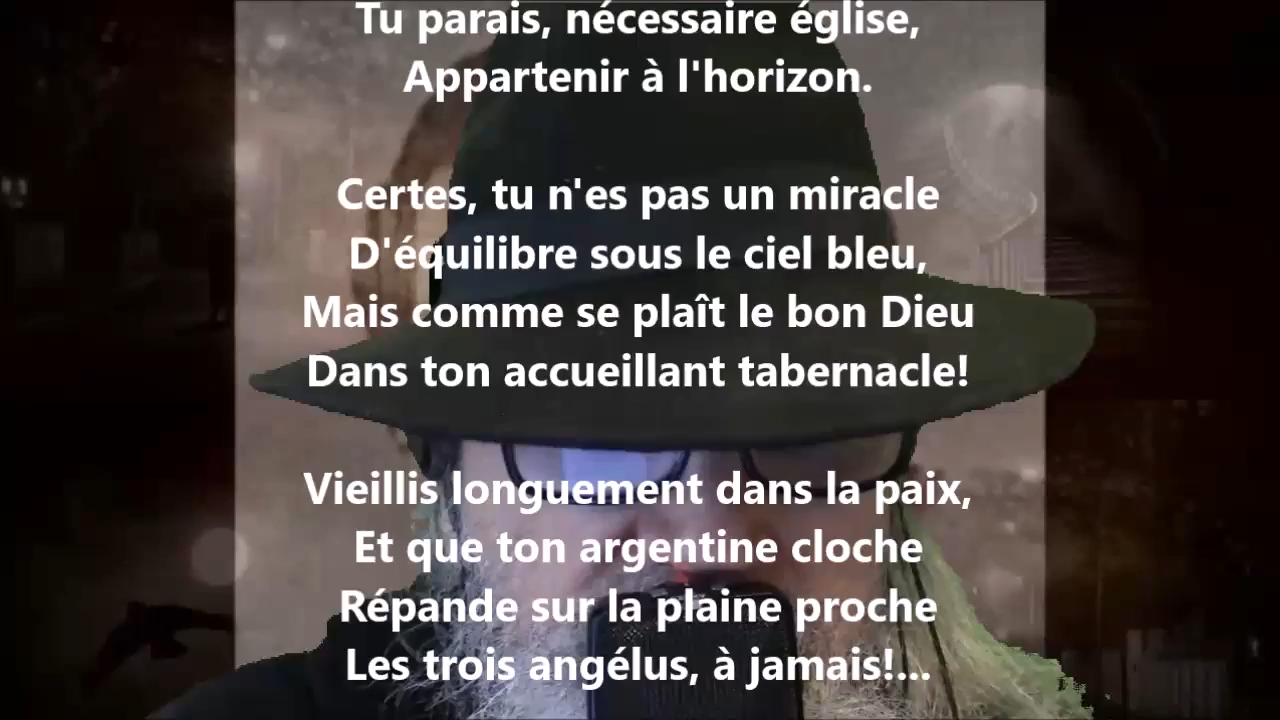 Tu parais, nécessaire église,
Appartenir à l'horizon.
Certes, tu n'es pas un miracle
D'équilibre sous le ciel bleu,
Mais comme se plaît le bon Dieu
Dans ton accueillant tabernacle!
Vieillis longuement dans la paix,
Et que ton argentine cloche
Répande sur la plaine proche
Les trois angélus, à jamais!...